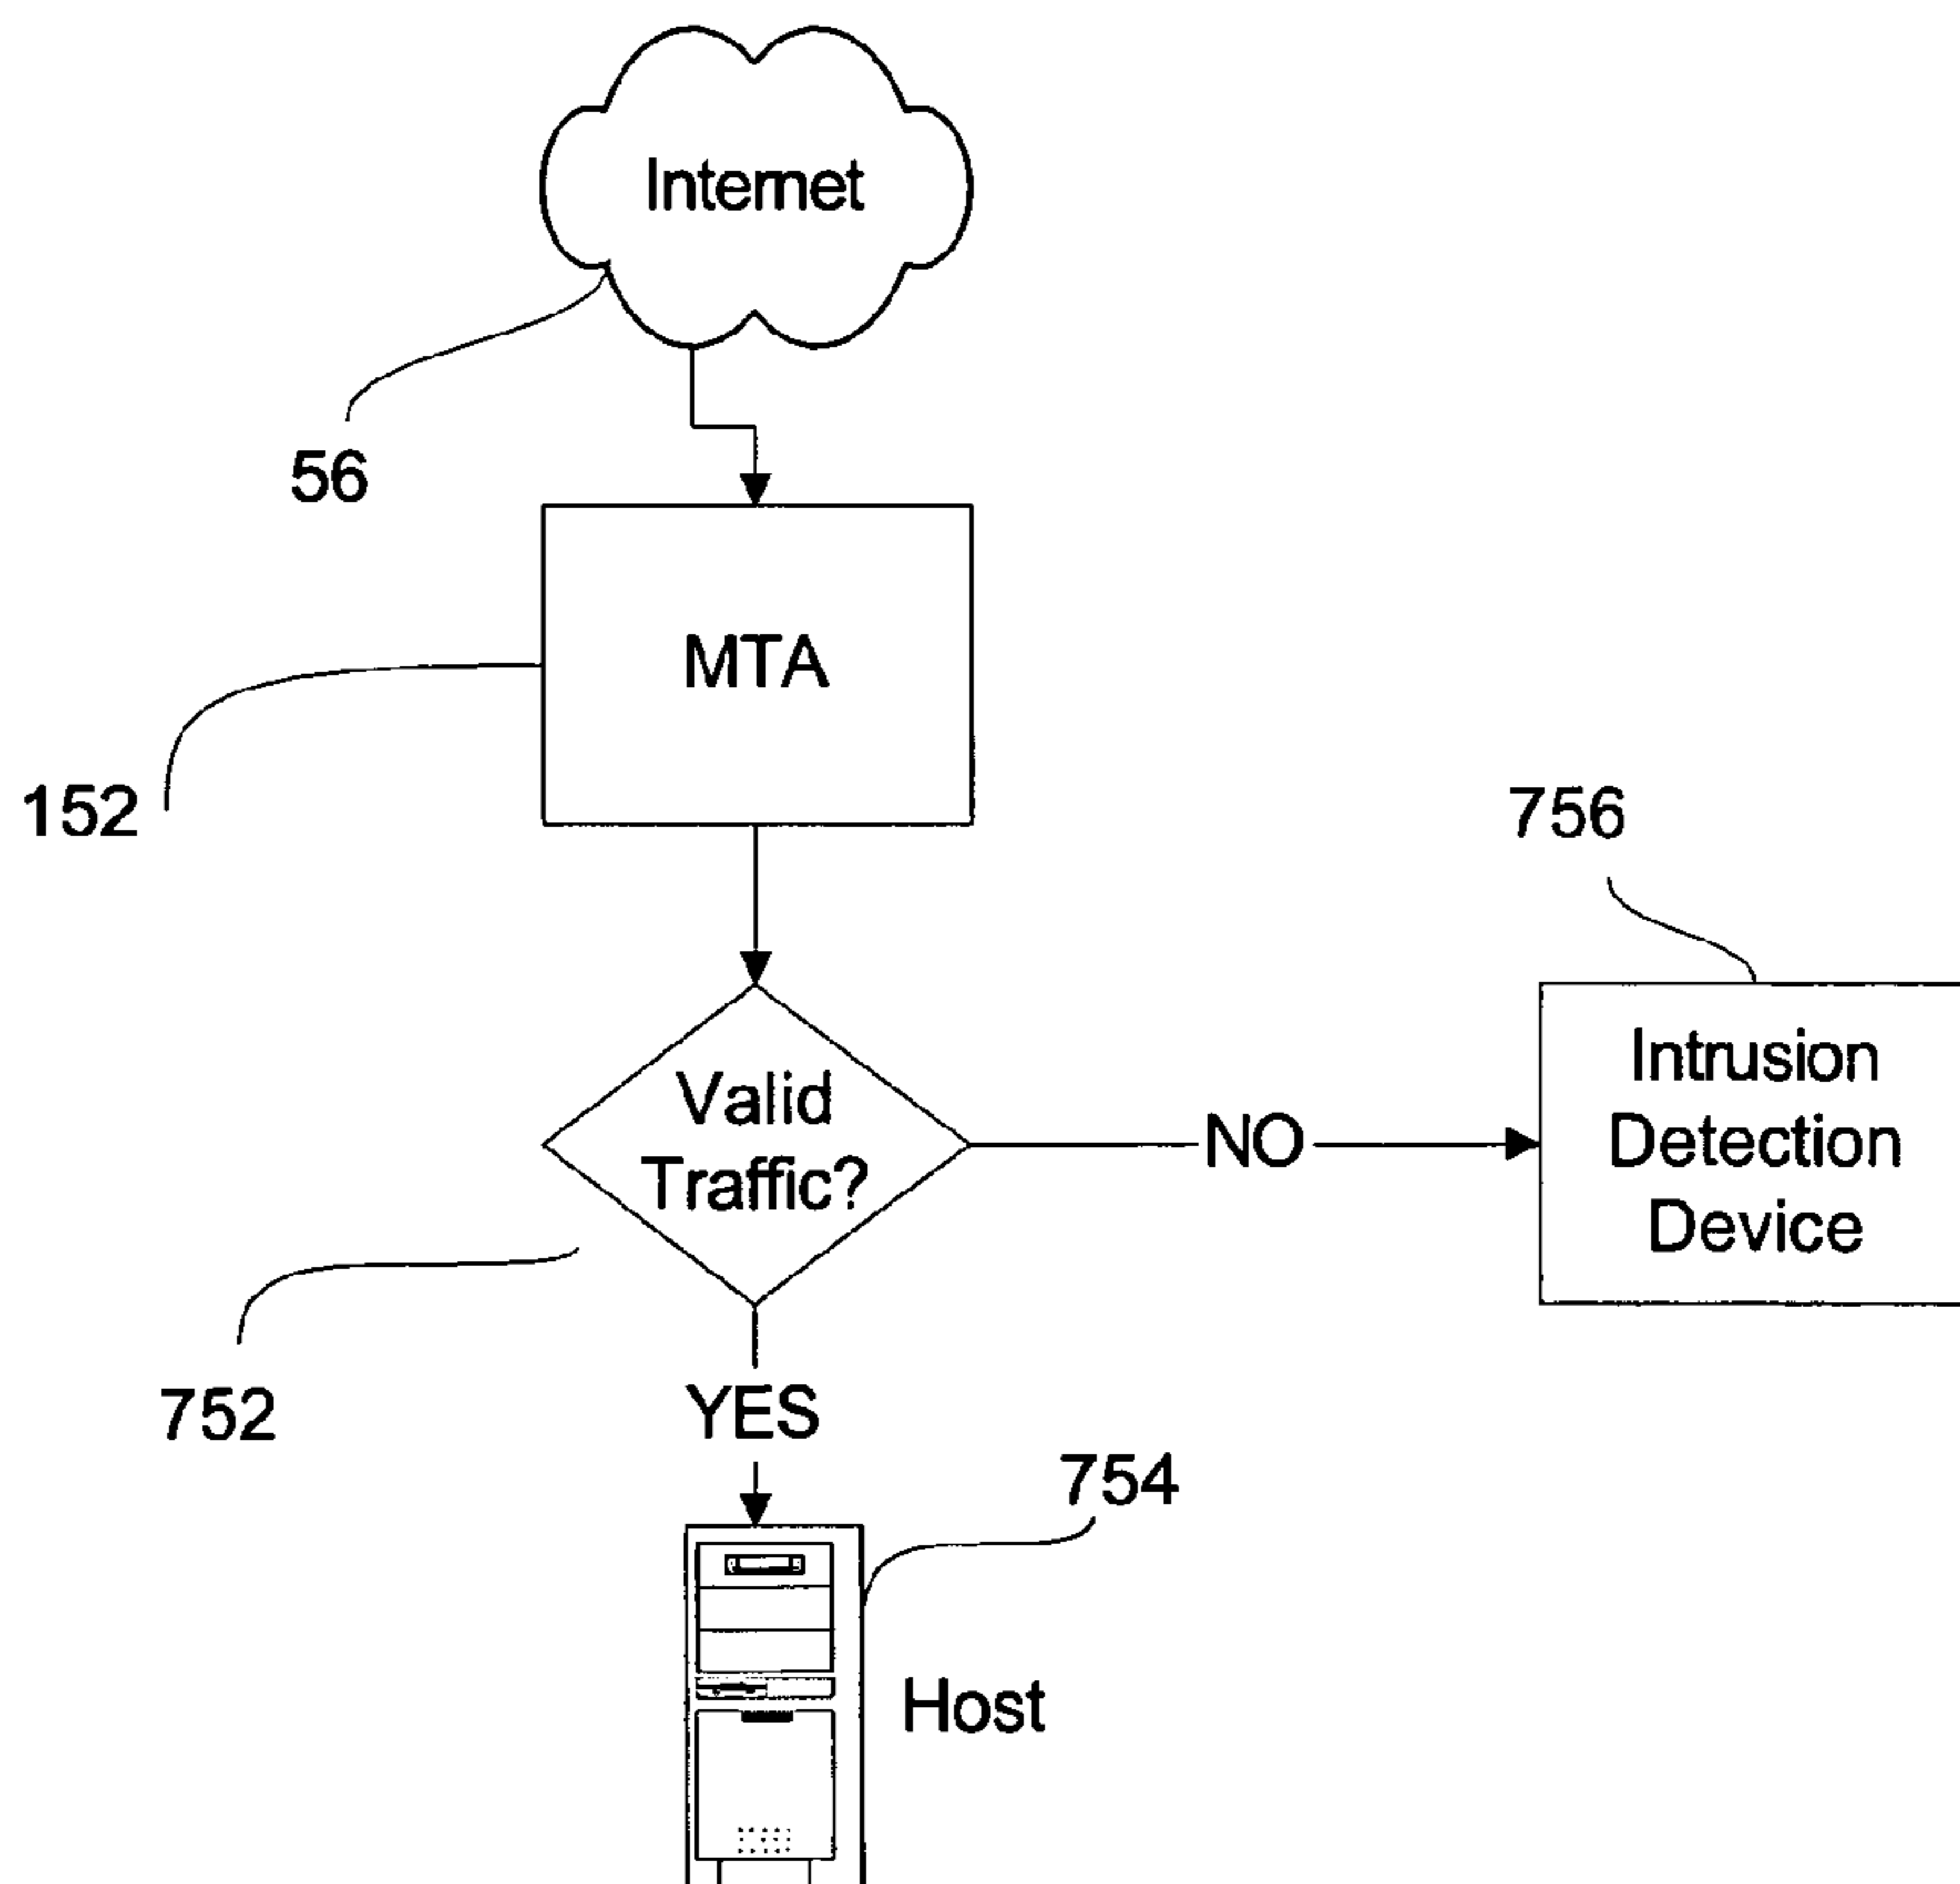 Internet
56
MTA
152
756
Valid
Traffic?
NO
Intrusion
Detection
Device
752
YES
754
Host